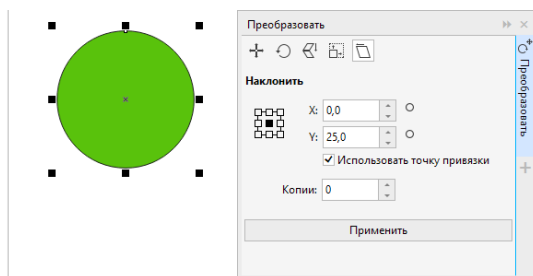 Преобразовать
Наклонить
X: 0,0
Y: 25,0
Использовать точку привязки
Копии: 0
Применить
Преобразовать